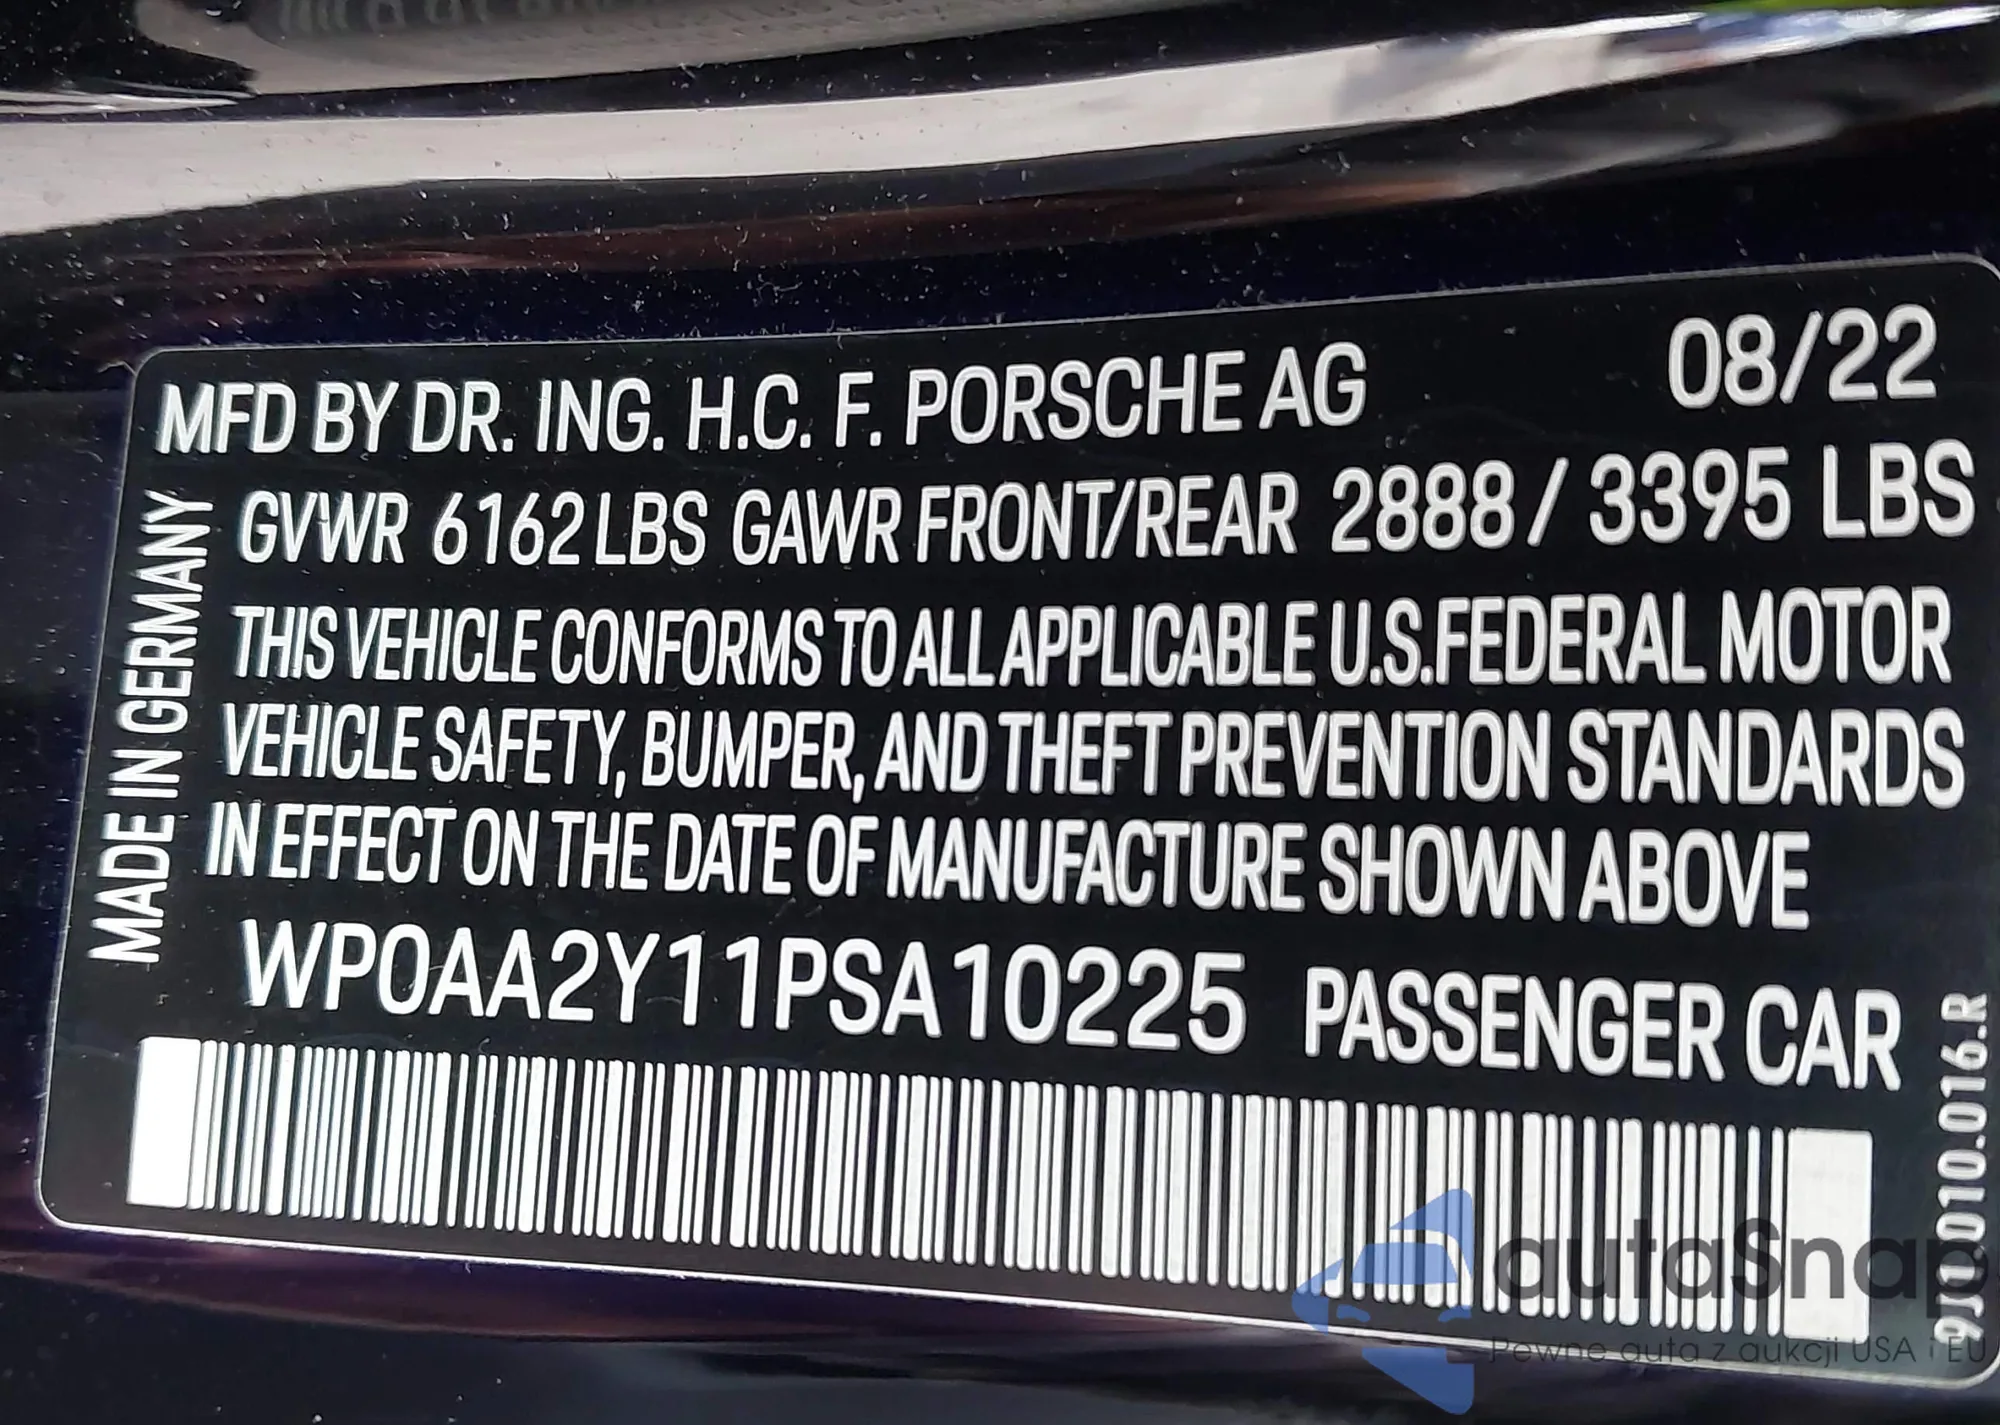 MFD BY DR. ING. H.C. F. PORSCHE AG 08/22
GVWR 6162 LBS GAWR FRONT/REAR 2888 / 3395 LBS
THIS VEHICLE CONFORMS TO ALL APPLICABLE U.S.FEDERAL MOTOR
VEHICLE SAFETY, BUMPER, AND THEFT PREVENTION STANDARDS
IN EFFECT ON THE DATE OF MANUFACTURE SHOWN ABOVE
WP0AA2Y11PSA10225 PASSENGER CAR
MADE IN GERMANY
9J1.010.016.R
autaSnap
Pewne auta z aukcji USA i EU